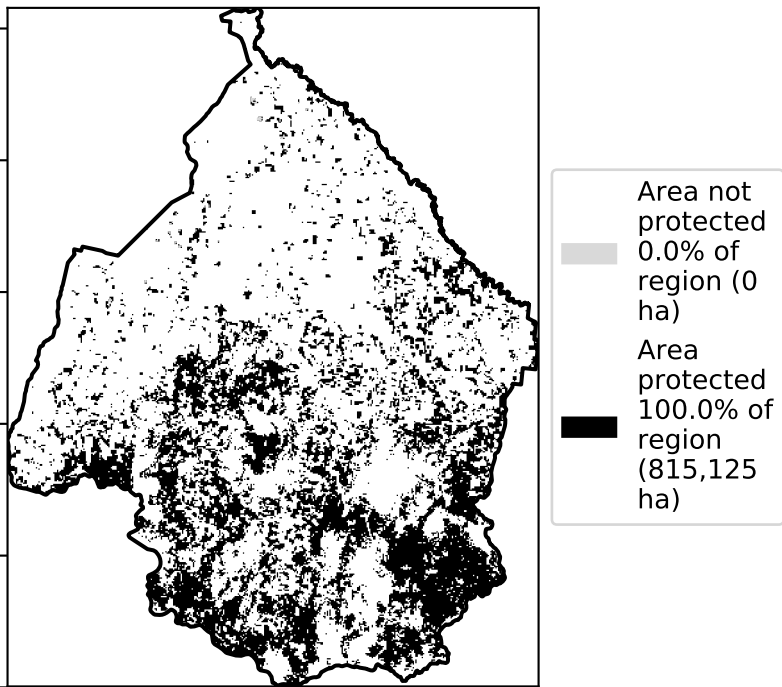 Area not
protected
0.0% of
region (0
ha)
Area
protected
100.0% of
region
(815,125
ha)